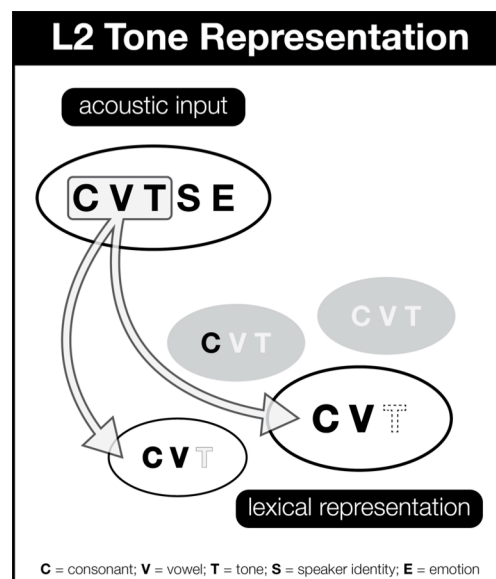 L2 Tone Representation
acoustic input
C V T S E
C V T
C V T
C V T
C V T
lexical representation
C = consonant; V = vowel; T = tone; S = speaker identity; E = emotion